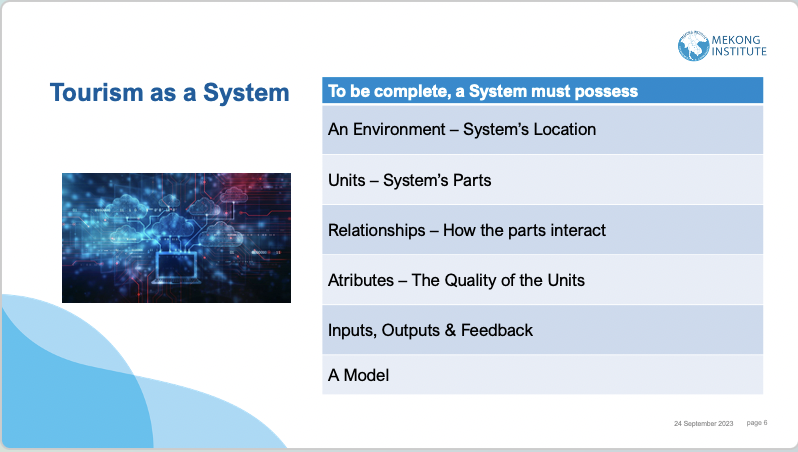 MEKONG
INSTITUTE
Tourism as a System
To be complete, a System must possess
An Environment – System's Location
Units – System's Parts
Relationships – How the parts interact
Atributes – The Quality of the Units
Inputs, Outputs & Feedback
A Model
24 September 2023
page 6